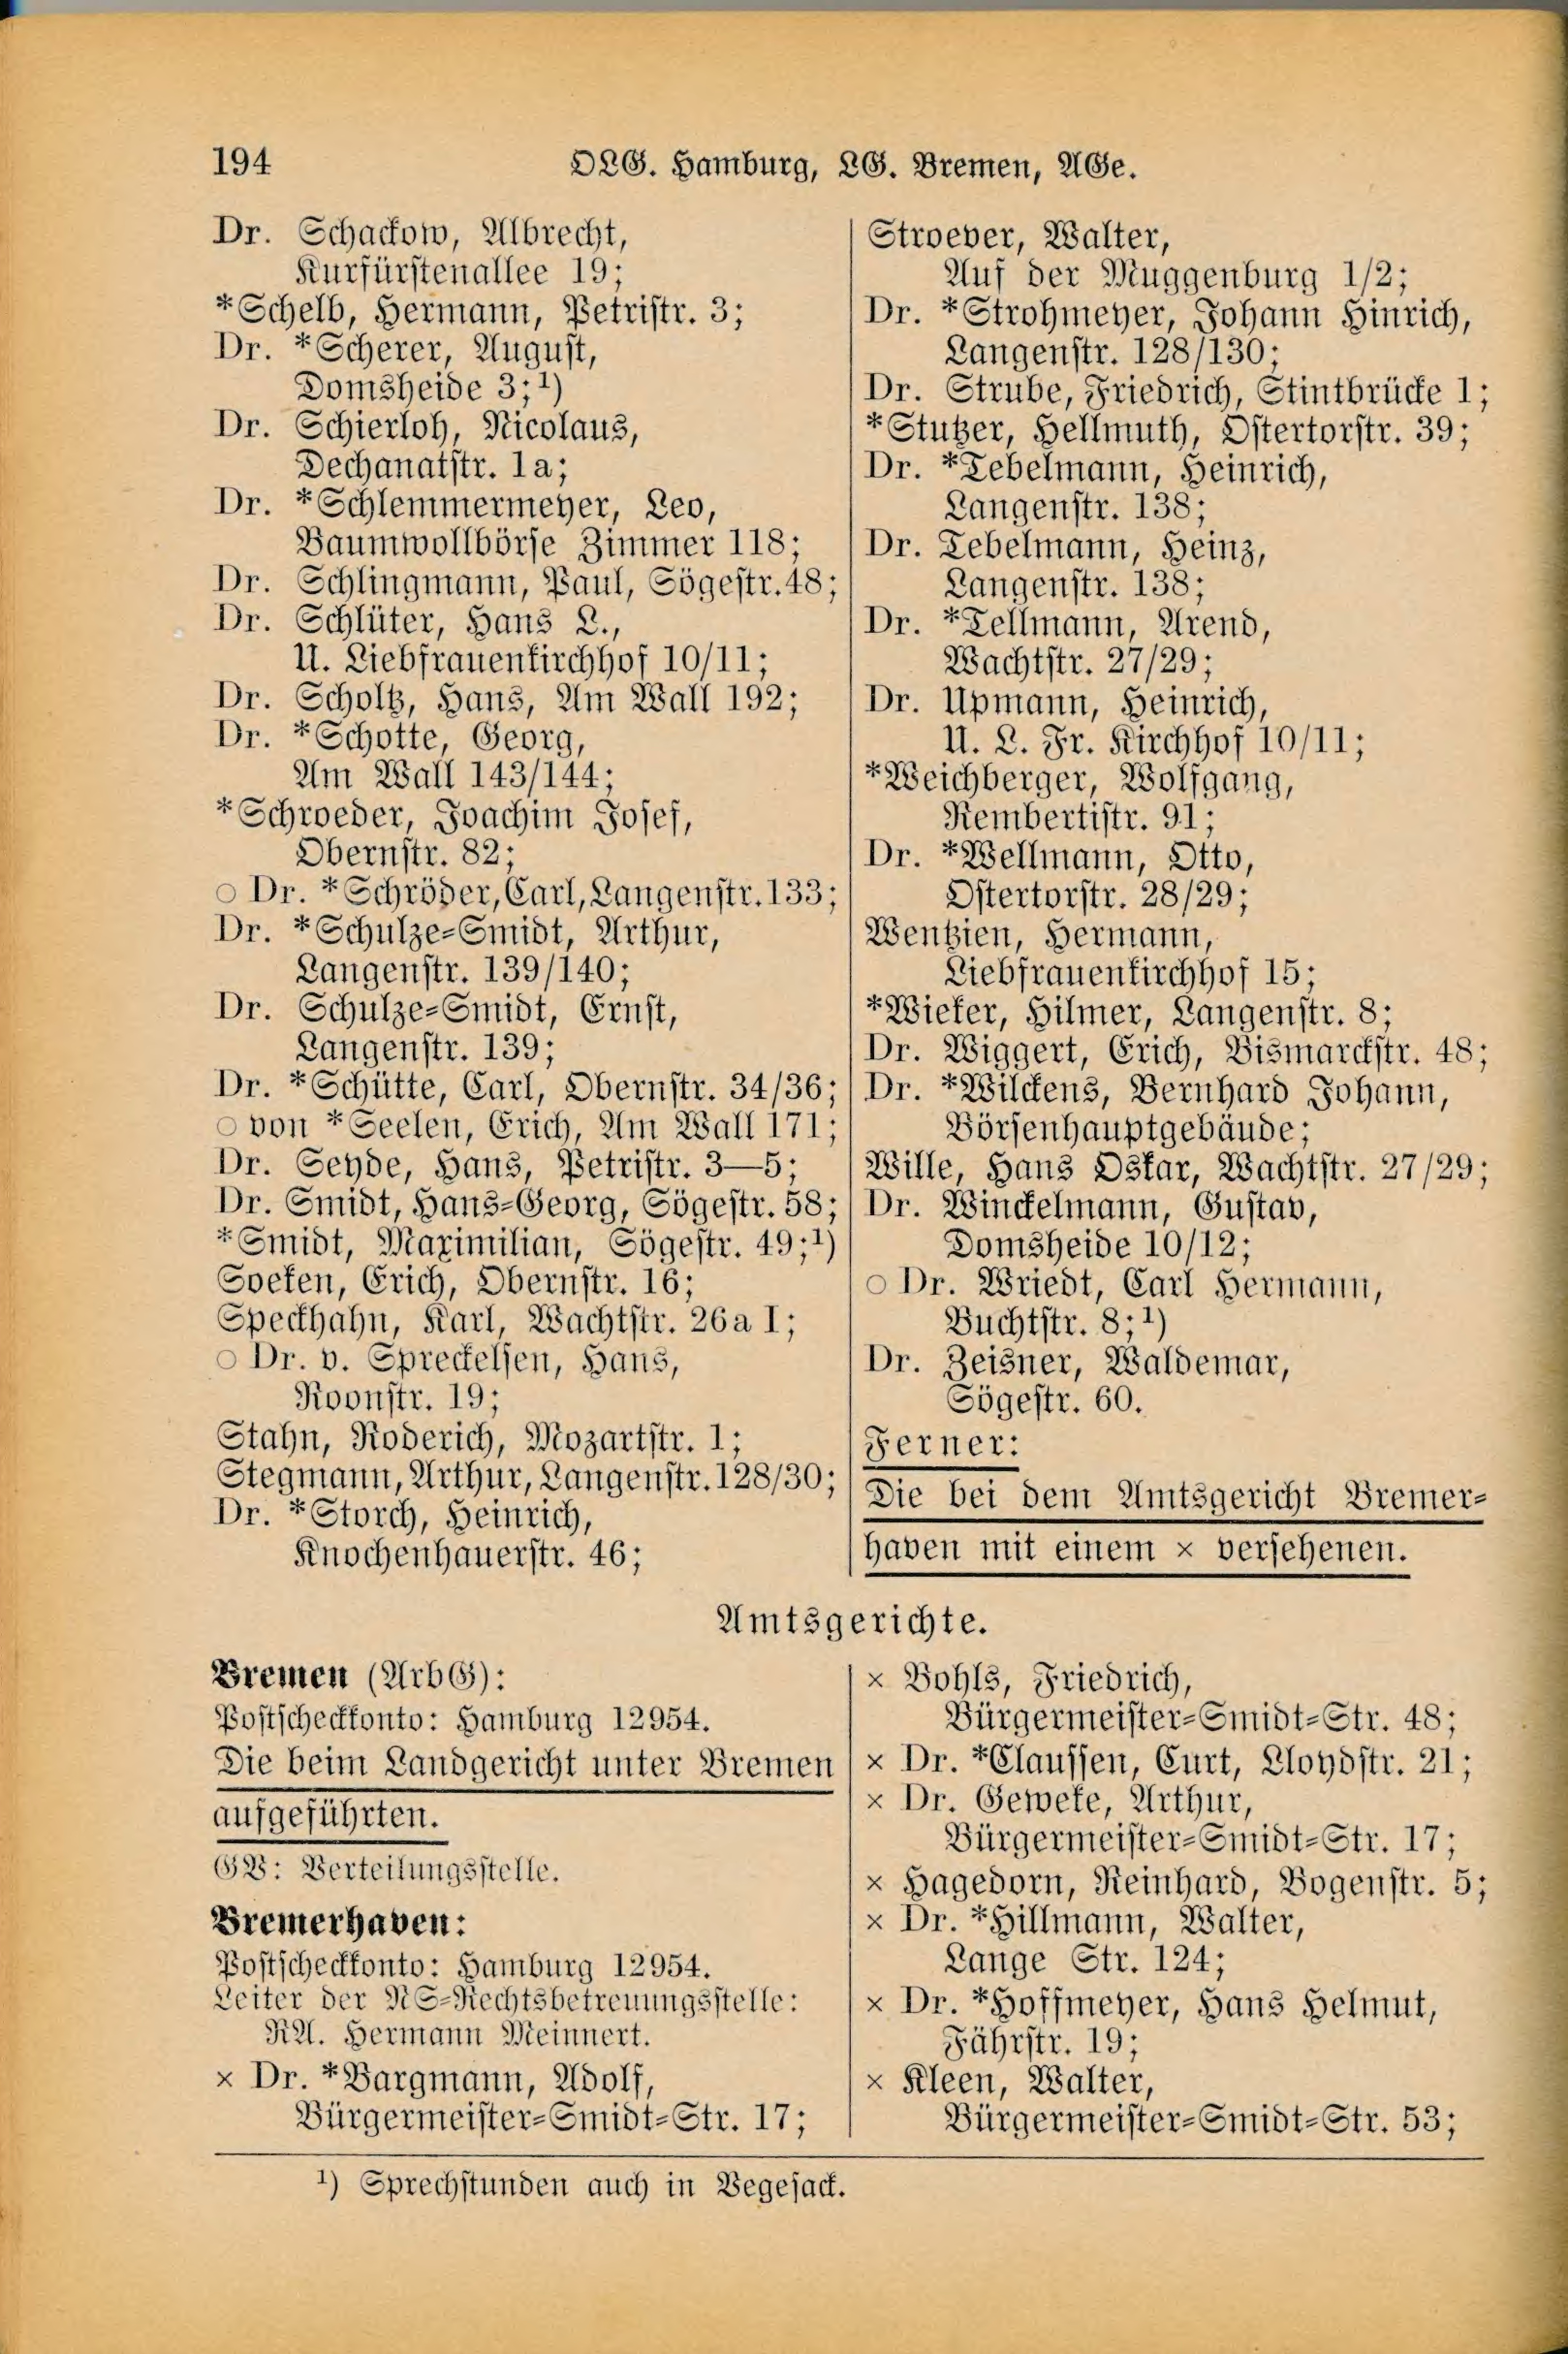 194
OLG. Hamburg, LG. Bremen, AGe.
Dr. Schackow, Albrecht,
Kurfürstenallee 19;
*Schelb, Hermann, Petristr. 3;
Dr. *Scherer, August,
Domsheide 3;¹)
Dr. Schierloh, Nicolaus,
Dechanatstr. 1a;
Dr. *Schlemmermeyer, Leo,
Baumwollbörse Zimmer 118;
Dr. Schlingmann, Paul, Sögestr. 48;
Dr. Schlüter, Hans L.,
U. Liebfrauenkirchhof 10/11;
Dr. Scholtz, Hans, Am Wall 192;
Dr. *Schotte, Georg,
Am Wall 143/144;
*Schroeder, Joachim Josef,
Obernstr. 82;
○ Dr. *Schröder, Carl, Langenstr. 133;
Dr. *Schulze-Smidt, Arthur,
Langenstr. 139/140;
Dr. Schulze-Smidt, Ernst,
Langenstr. 139;
Dr. *Schütte, Carl, Obernstr. 34/36;
○ von *Seelen, Erich, Am Wall 171;
Dr. Seyde, Hans, Petristr. 3—5;
Dr. Smidt, Hans-Georg, Sögestr. 58;
*Smidt, Maximilian, Sögestr. 49;¹)
Soeken, Erich, Obernstr. 16;
Speckhahn, Karl, Wachtstr. 26a I;
○ Dr. v. Spreckelsen, Hans,
Roonstr. 19;
Stahn, Roderich, Mozartstr. 1;
Stegmann, Arthur, Langenstr. 128/30;
Dr. *Storch, Heinrich,
Knochenhauerstr. 46;
Stroever, Walter,
Auf der Muggenburg 1/2;
Dr. *Strohmeyer, Johann Hinrich,
Langenstr. 128/130;
Dr. Strube, Friedrich, Stintbrücke 1;
*Stutzer, Hellmuth, Ostertorstr. 39;
Dr. *Tebelmann, Heinrich,
Langenstr. 138;
Dr. Tebelmann, Heinz,
Langenstr. 138;
Dr. *Tellmann, Arend,
Wachtstr. 27/29;
Dr. Upmann, Heinrich,
U. L. Fr. Kirchhof 10/11;
*Weichberger, Wolfgang,
Rembertistr. 91;
Dr. *Wellmann, Otto,
Ostertorstr. 28/29;
Wentzien, Hermann,
Liebfrauenkirchhof 15;
*Wieker, Hilmer, Langenstr. 8;
Dr. Wiggert, Erich, Bismarckstr. 48;
Dr. *Wilckens, Bernhard Johann,
Börsenhauptgebäude;
Wille, Hans Oskar, Wachtstr. 27/29;
Dr. Winckelmann, Gustav,
Domsheide 10/12;
○ Dr. Wriedt, Carl Hermann,
Buchtstr. 8;¹)
Dr. Zeisner, Waldemar,
Sögestr. 60.
Ferner:
Die bei dem Amtsgericht Bremer-
haven mit einem × versehenen.
Amtsgerichte.
Bremen (ArbG):
Postscheckkonto: Hamburg 12954.
Die beim Landgericht unter Bremen
aufgeführten.
GB: Verteilungsstelle.
Bremerhaven:
Postscheckkonto: Hamburg 12954.
Leiter der NS-Rechtsbetreuungsstelle:
RA. Hermann Meinnert.
× Dr. *Bargmann, Adolf,
Bürgermeister-Smidt-Str. 17;
× Bohls, Friedrich,
Bürgermeister-Smidt-Str. 48;
× Dr. *Claussen, Curt, Lloydstr. 21;
× Dr. Geweke, Arthur,
Bürgermeister-Smidt-Str. 17;
× Hagedorn, Reinhard, Bogenstr. 5;
× Dr. *Hillmann, Walter,
Lange Str. 124;
× Dr. *Hoffmeyer, Hans Helmut,
Fährstr. 19;
× Kleen, Walter,
Bürgermeister-Smidt-Str. 53;
¹) Sprechstunden auch in Vegesack.